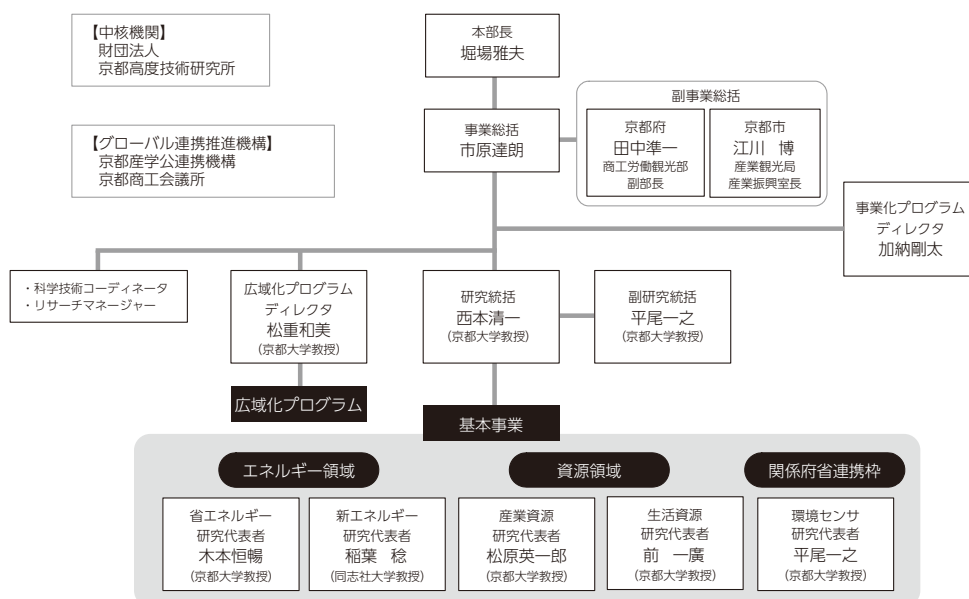 【中核機関】
財団法人
京都高度技術研究所
【グローバル連携推進機構】
京都産学公連携機構
京都商工会議所
本部長
堀場雅夫
事業総括
市原達朗
副事業総括
京都府
田中準一
商工労働観光部
副部長
京都市
江川　博
産業観光局
産業振興室長
事業化プログラム
ディレクタ
加納剛太
・科学技術コーディネータ
・リサーチマネージャー
広域化プログラム
ディレクタ
松重和美
(京都大学教授)
研究統括
西本清一
(京都大学教授)
副研究統括
平尾一之
(京都大学教授)
広域化プログラム
基本事業
エネルギー領域
資源領域
関係府省連携枠
省エネルギー
研究代表者
木本恒暢
(京都大学教授)
新エネルギー
研究代表者
稲葉　稔
(同志社大学教授)
産業資源
研究代表者
松原英一郎
(京都大学教授)
生活資源
研究代表者
前　一廣
(京都大学教授)
環境センサ
研究代表者
平尾一之
(京都大学教授)